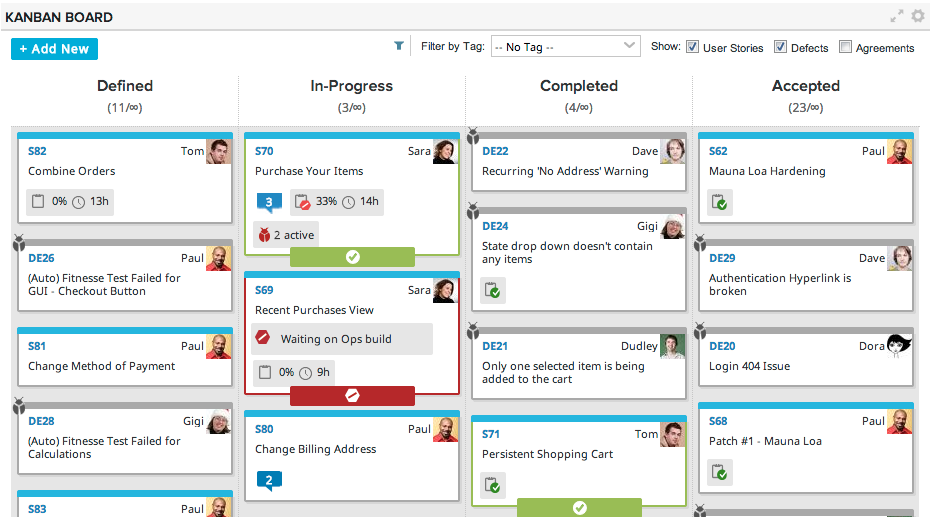 KANBAN BOARD
+ Add New
Filter by Tag: -- No Tag -- Show: User Stories Defects Agreements
Defined
(11/∞)
S82 Tom
Combine Orders
0% 13h
DE26 Paul
(Auto) Fitnesse Test Failed for
GUI - Checkout Button
S81 Paul
Change Method of Payment
DE28 Gigi
(Auto) Fitnesse Test Failed for
Calculations
S83 Paul
In-Progress
(3/∞)
S70 Sara
Purchase Your Items
3 33% 14h
2 active
S69 Sara
Recent Purchases View
Waiting on Ops build
0% 9h
S80 Paul
Change Billing Address
2
Completed
(4/∞)
DE22 Dave
Recurring 'No Address' Warning
DE24 Gigi
State drop down doesn't contain
any items
DE21 Dudley
Only one selected item is being
added to the cart
S71 Tom
Persistent Shopping Cart
Accepted
(23/∞)
S62 Paul
Mauna Loa Hardening
DE29 Dave
Authentication Hyperlink is
broken
DE20 Dora
Login 404 Issue
S68 Paul
Patch #1 - Mauna Loa